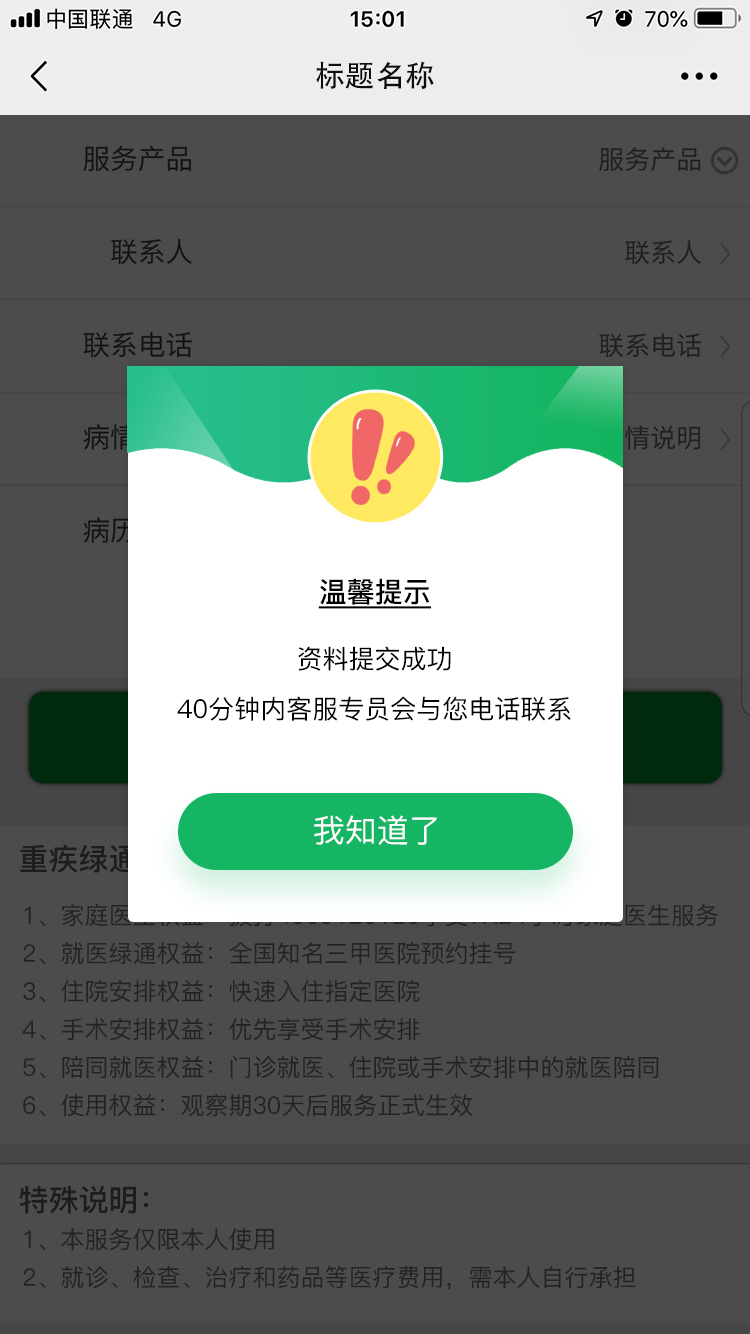 中国联通 4G 15:01 70%
标题名称
服务产品 服务产品
联系人 联系人
联系电话 联系电话
病情 情说明
病历
温馨提示
资料提交成功
40分钟内客服专员会与您电话联系
我知道了
重疾绿通
1、家庭医生权益 医生服务
2、就医绿通权益：全国知名三甲医院预约挂号
3、住院安排权益：快速入住指定医院
4、手术安排权益：优先享受手术安排
5、陪同就医权益：门诊就医、住院或手术安排中的就医陪同
6、使用权益：观察期30天后服务正式生效
特殊说明：
1、本服务仅限本人使用
2、就诊、检查、治疗和药品等医疗费用，需本人自行承担